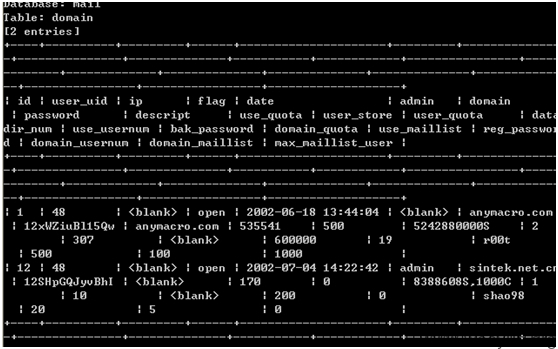 Database: mail
Table: domain
[2 entries]
| id | user_uid | ip | flag | date | admin | domain
| password | descript | use_quota | user_store | user_quota | data
dir_num | use_usernum | bak_password | domain_quota | use_maillist | reg_passwor
d | domain_usernum | domain_maillist | max_maillist_user |
| 1 | 48 | <blank> | open | 2002-06-18 13:44:04 | <blank> | anymacro.com
| 12xWZiuBl15Qw | anymacro.com | 535541 | 500 | 5242880000S | 2
| 307 | <blank> | 600000 | 19 | r00t
| 500 | 100 | 1000 |
| 12 | 48 | <blank> | open | 2002-07-04 14:22:42 | admin | sintek.net.cn
| 12SHpGQJyvBhI | <blank> | 170 | 0 | 8388608S,1000C | 1
| 10 | <blank> | 200 | 0 | shao98
| 20 | 5 | 0 |